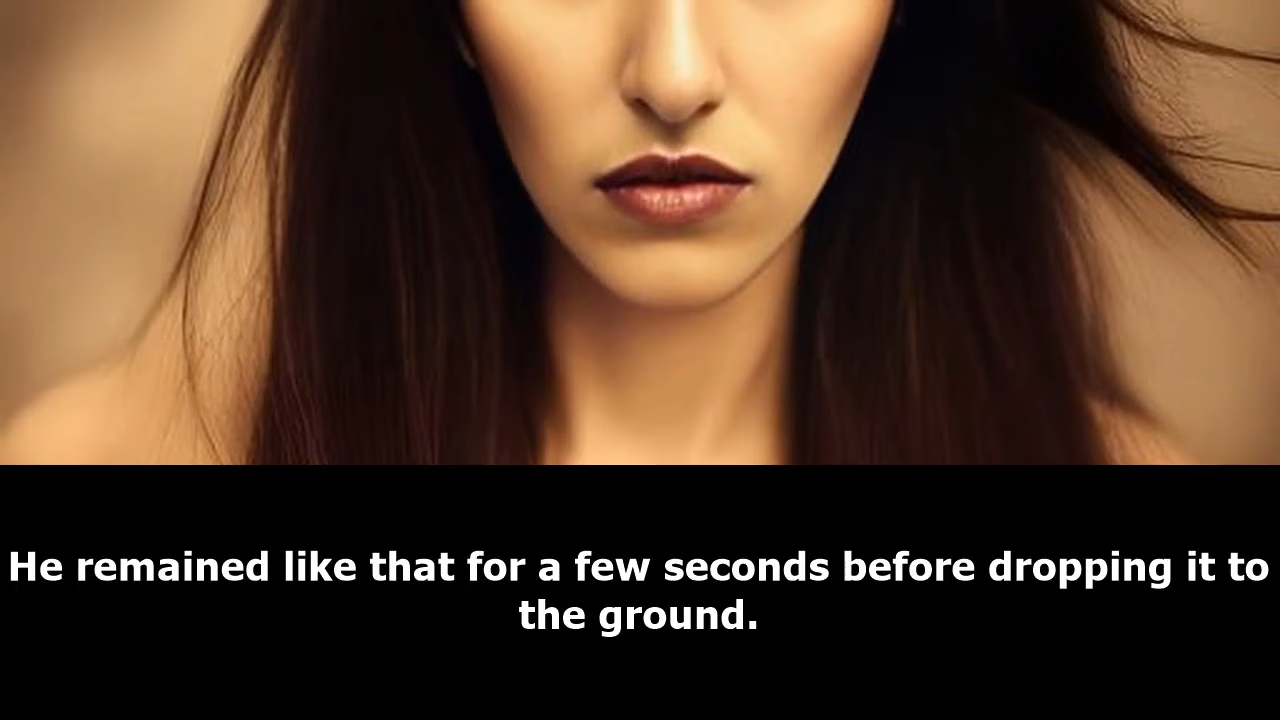 He remained like that for a few seconds before dropping it to
the ground.